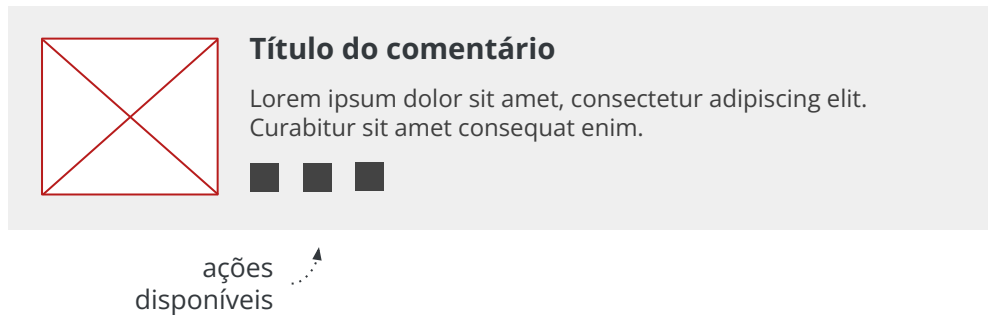 Título do comentário
Lorem ipsum dolor sit amet, consectetur adipiscing elit.
Curabitur sit amet consequat enim.
ações
disponíveis